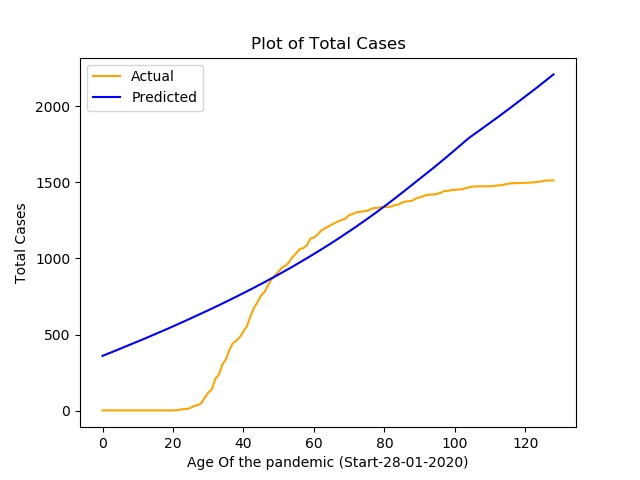 Plot of Total Cases
Actual
Predicted
2000
1500
1000
500
0
Total Cases
0 20 40 60 80 100 120
Age Of the pandemic (Start-28-01-2020)